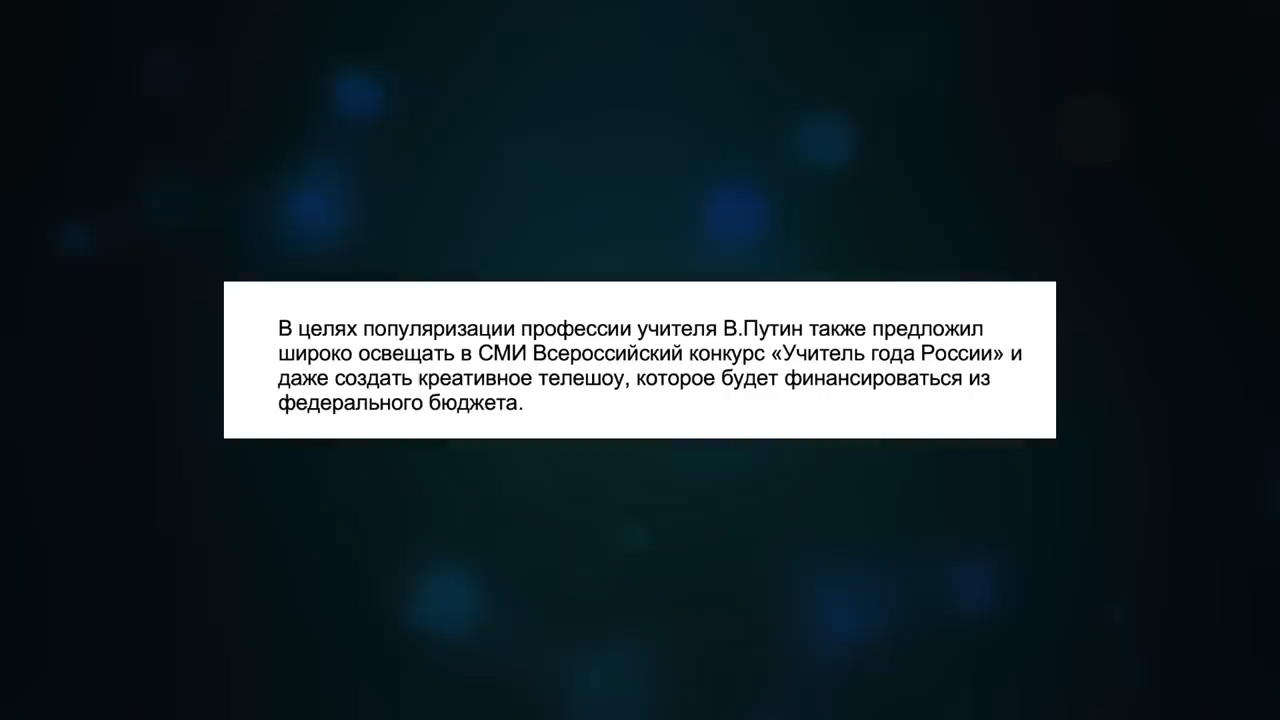 В целях популяризации профессии учителя В.Путин также предложил
широко освещать в СМИ Всероссийский конкурс «Учитель года России» и
даже создать креативное телешоу, которое будет финансироваться из
федерального бюджета.